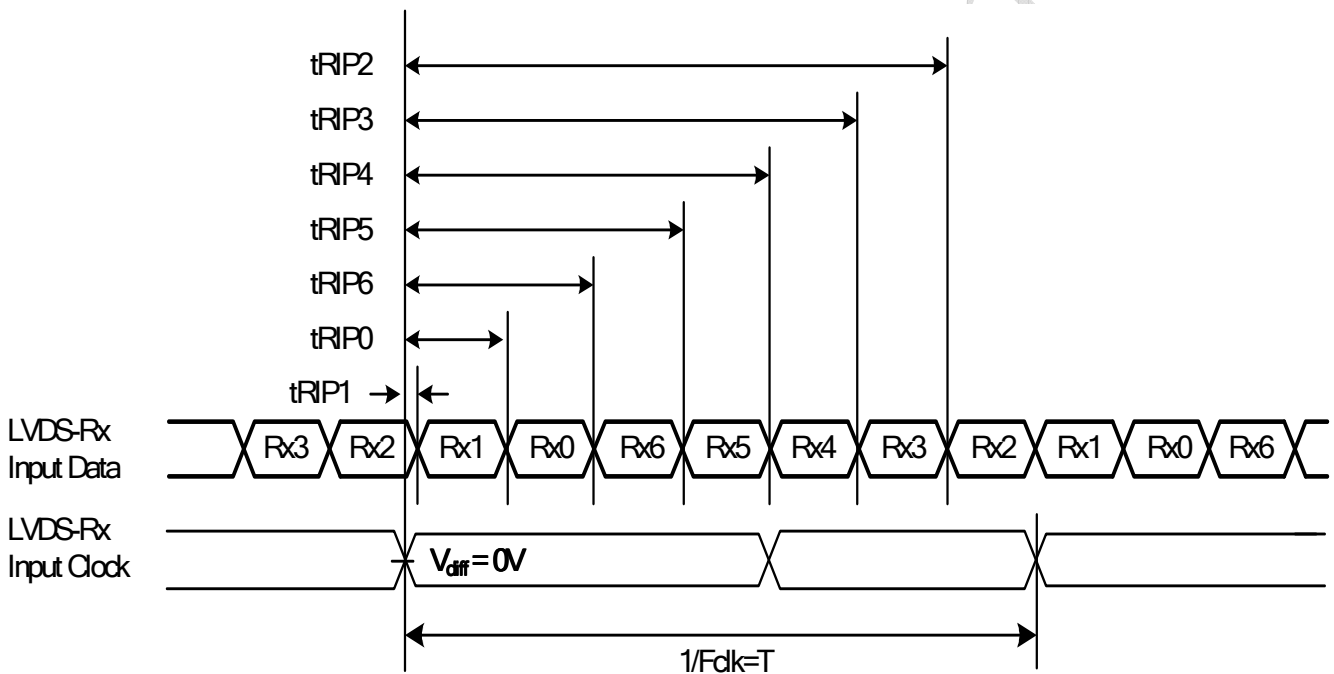 tRIP2
tRIP3
tRIP4
tRIP5
tRIP6
tRIP0
tRIP1
LVDS-Rx
Input Data
Rx3 Rx2 Rx1 Rx0 Rx6 Rx5 Rx4 Rx3 Rx2 Rx1 Rx0 Rx6
LVDS-Rx
Input Clock
Vdiff = 0V
1/Fclk=T